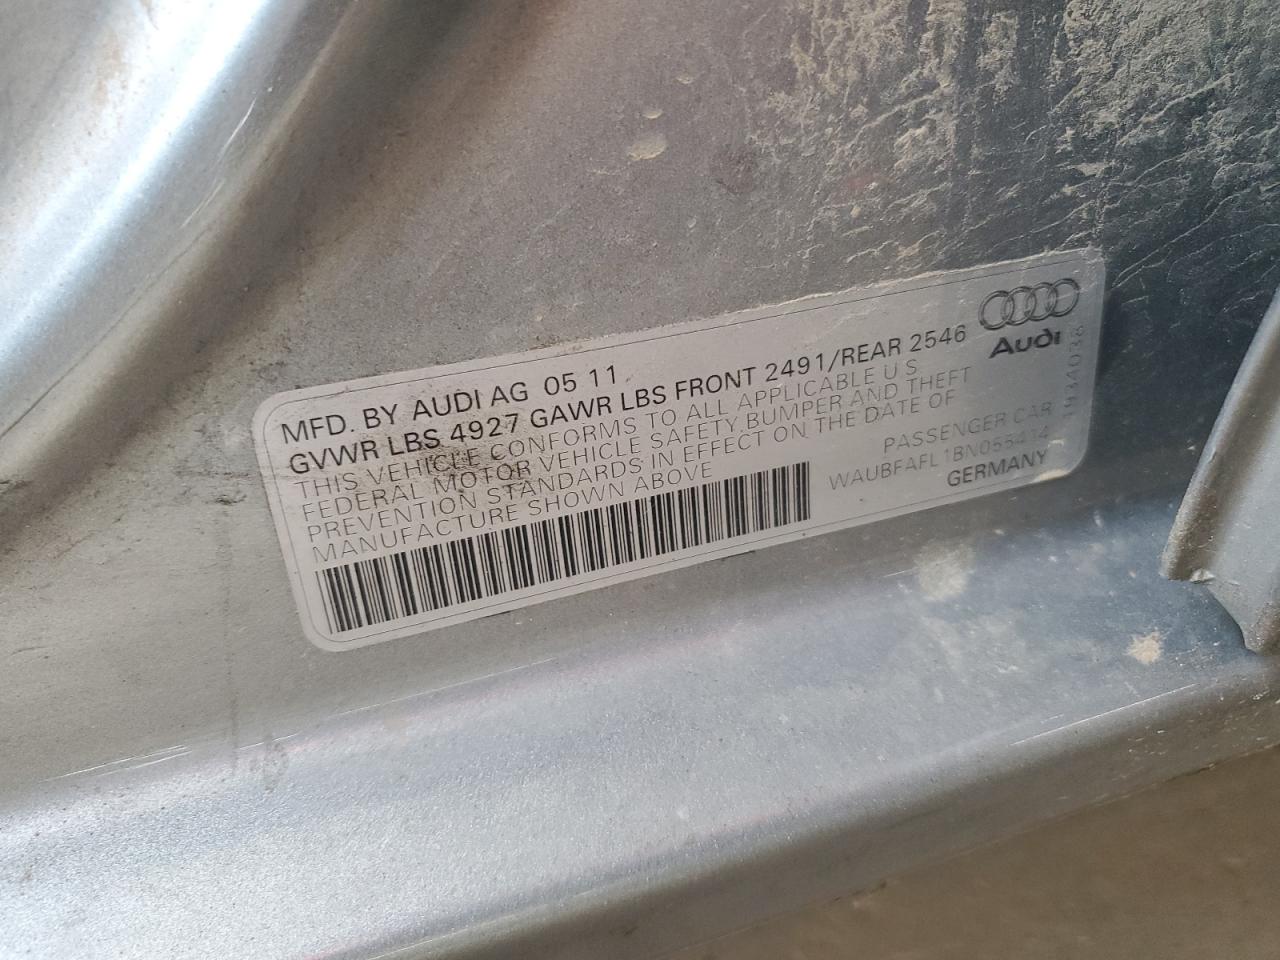 MFD. BY AUDI AG 05 11
GVWR LBS 4927 GAWR LBS FRONT 2491/REAR 2546
THIS VEHICLE CONFORMS TO ALL APPLICABLE U S
FEDERAL MOTOR VEHICLE SAFETY, BUMPER AND THEFT
PREVENTION STANDARDS IN EFFECT ON THE DATE OF
MANUFACTURE SHOWN ABOVE
Audi
PASSENGER CAR
GERMANY